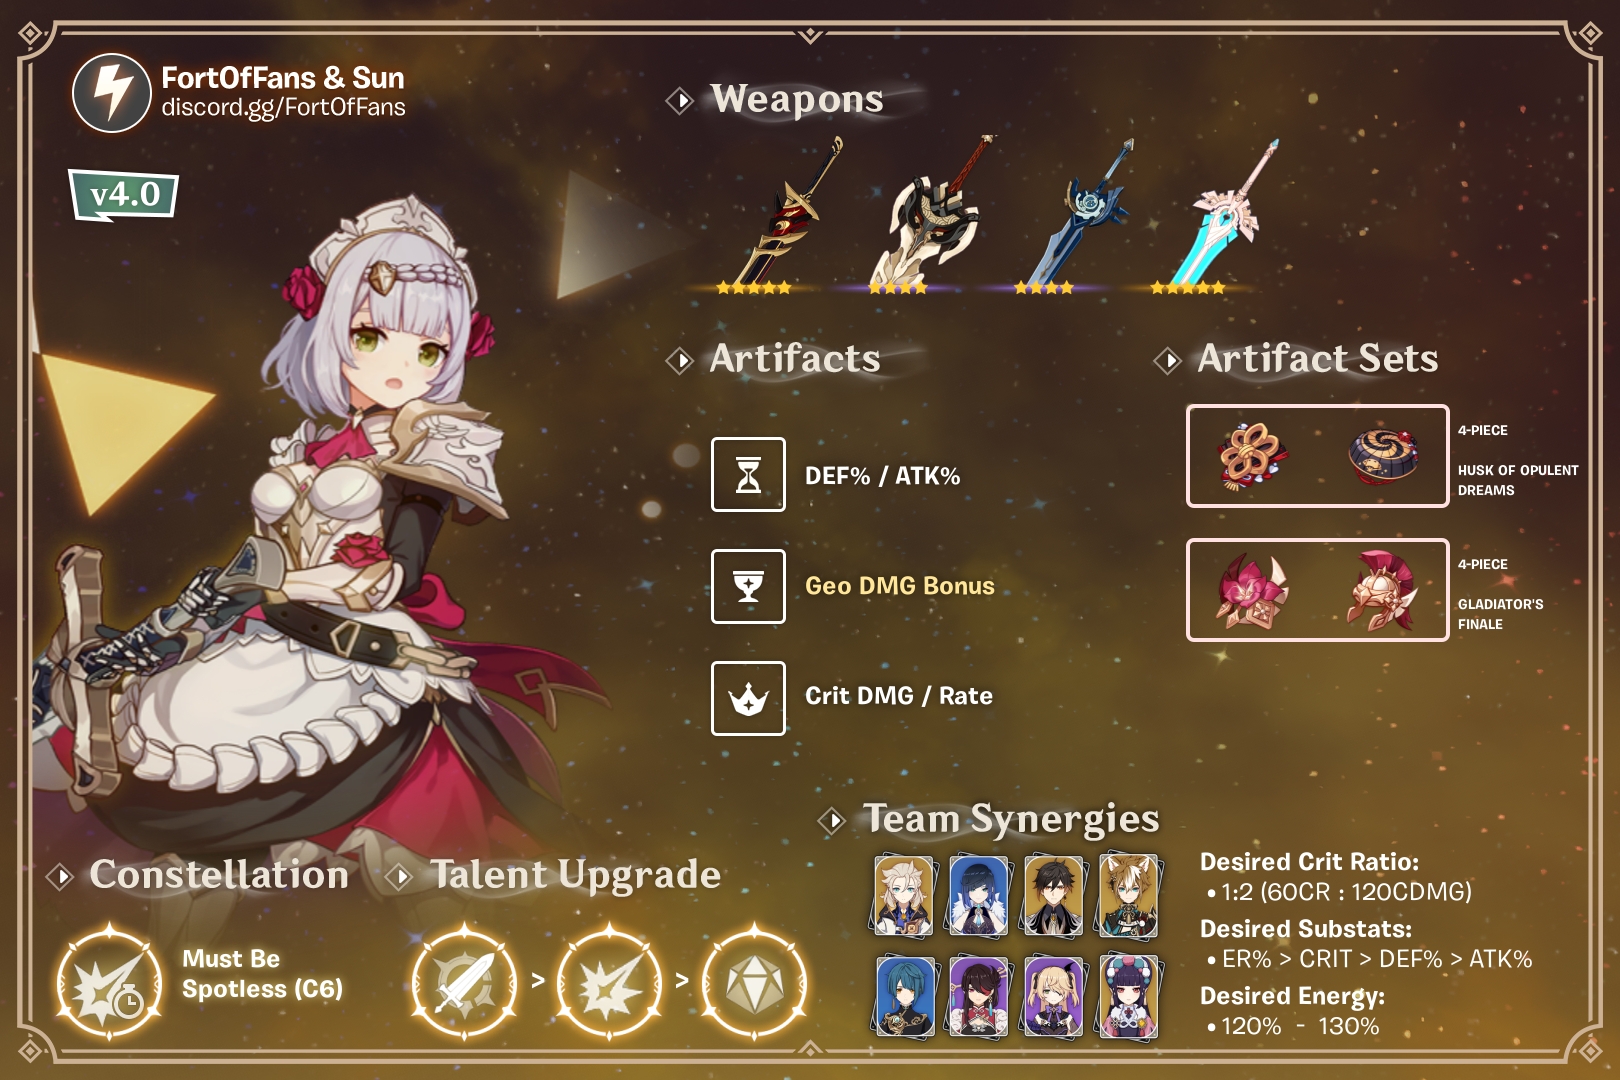 FortOfFans & Sun
discord.gg/FortOfFans
v4.0
Weapons
Artifacts
DEF% / ATK%
Geo DMG Bonus
Crit DMG / Rate
Artifact Sets
4-PIECE
HUSK OF OPULENT
DREAMS
4-PIECE
GLADIATOR'S
FINALE
Constellation
Must Be
Spotless (C6)
Talent Upgrade
> >
Team Synergies
Desired Crit Ratio:
• 1:2 (60CR : 120CDMG)
Desired Substats:
• ER% > CRIT > DEF% > ATK%
Desired Energy:
• 120% - 130%